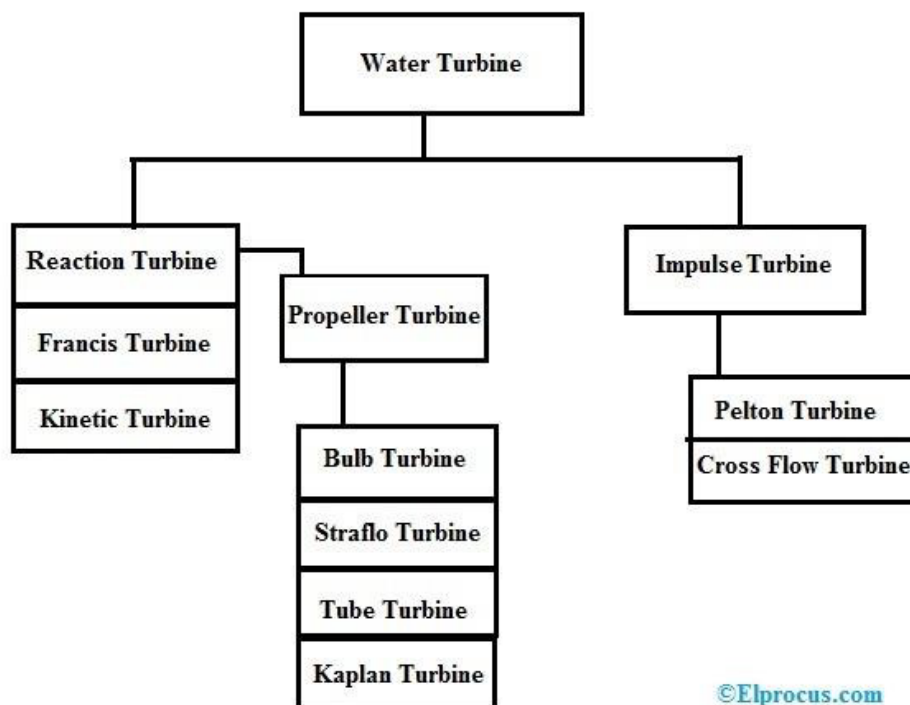 Water Turbine
Reaction Turbine
Francis Turbine
Kinetic Turbine
Propeller Turbine
Bulb Turbine
Straflo Turbine
Tube Turbine
Kaplan Turbine
Impulse Turbine
Pelton Turbine
Cross Flow Turbine
©Elprocus.com